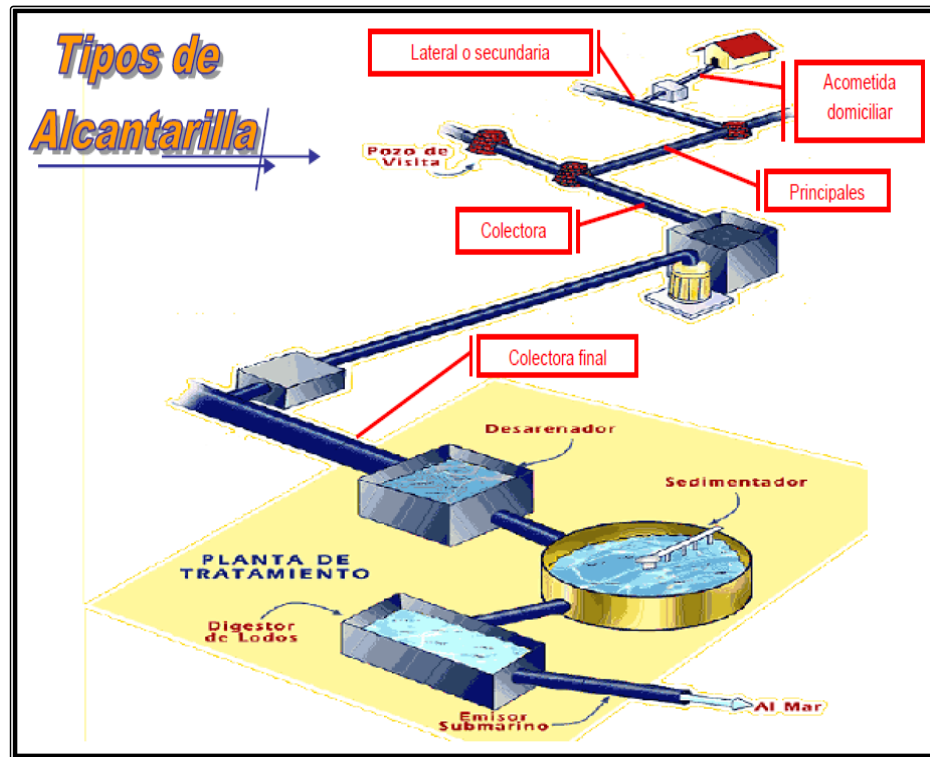 Tipos de
Alcantarilla
Lateral o secundaria
Acometida
domiciliar
Pozo de
Visita
Principales
Colectora
Colectora final
Desarenador
Sedimentador
PLANTA DE
TRATAMIENTO
Digestor
de Lodos
Emisor
Submarino
Al Mar